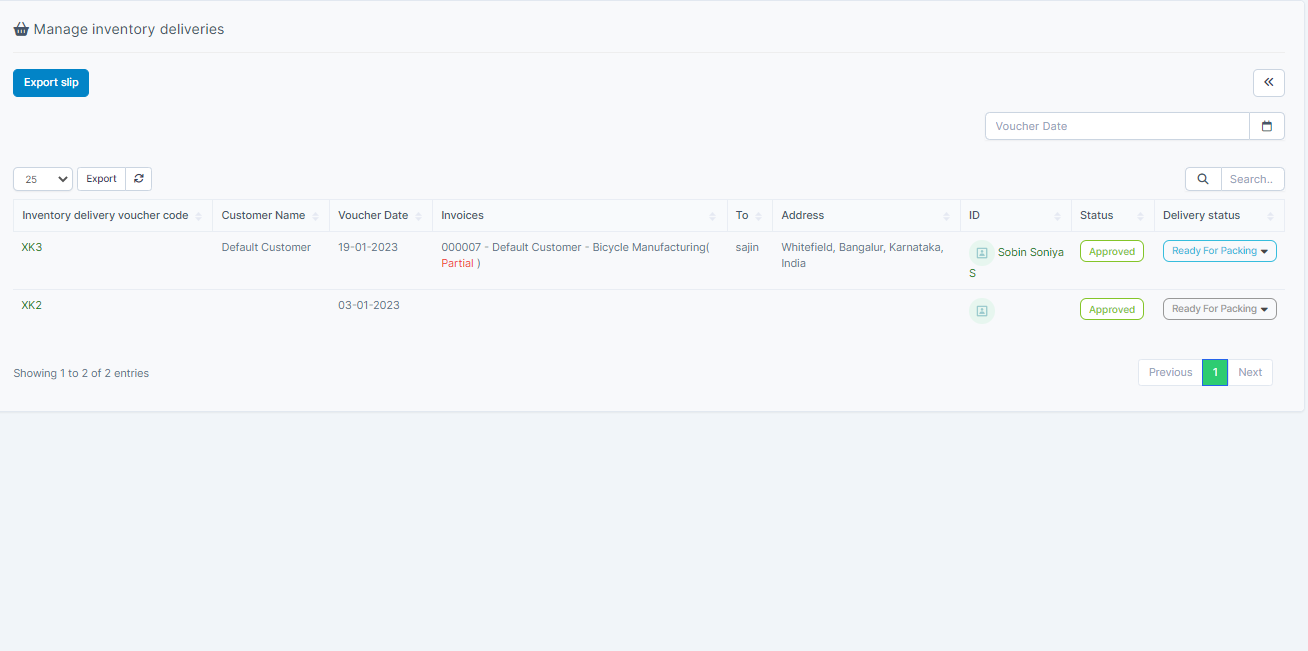 Manage inventory deliveries
Export slip
«
Voucher Date
25 Export Search..
Inventory delivery voucher code Customer Name Voucher Date Invoices To Address ID Status Delivery status
XK3 Default Customer 19-01-2023 000007 - Default Customer - Bicycle Manufacturing( sajin Whitefield, Bangalur, Karnataka, Sobin Soniya Approved Ready For Packing
Partial ) India S
XK2 03-01-2023 Approved Ready For Packing
Showing 1 to 2 of 2 entries Previous 1 Next